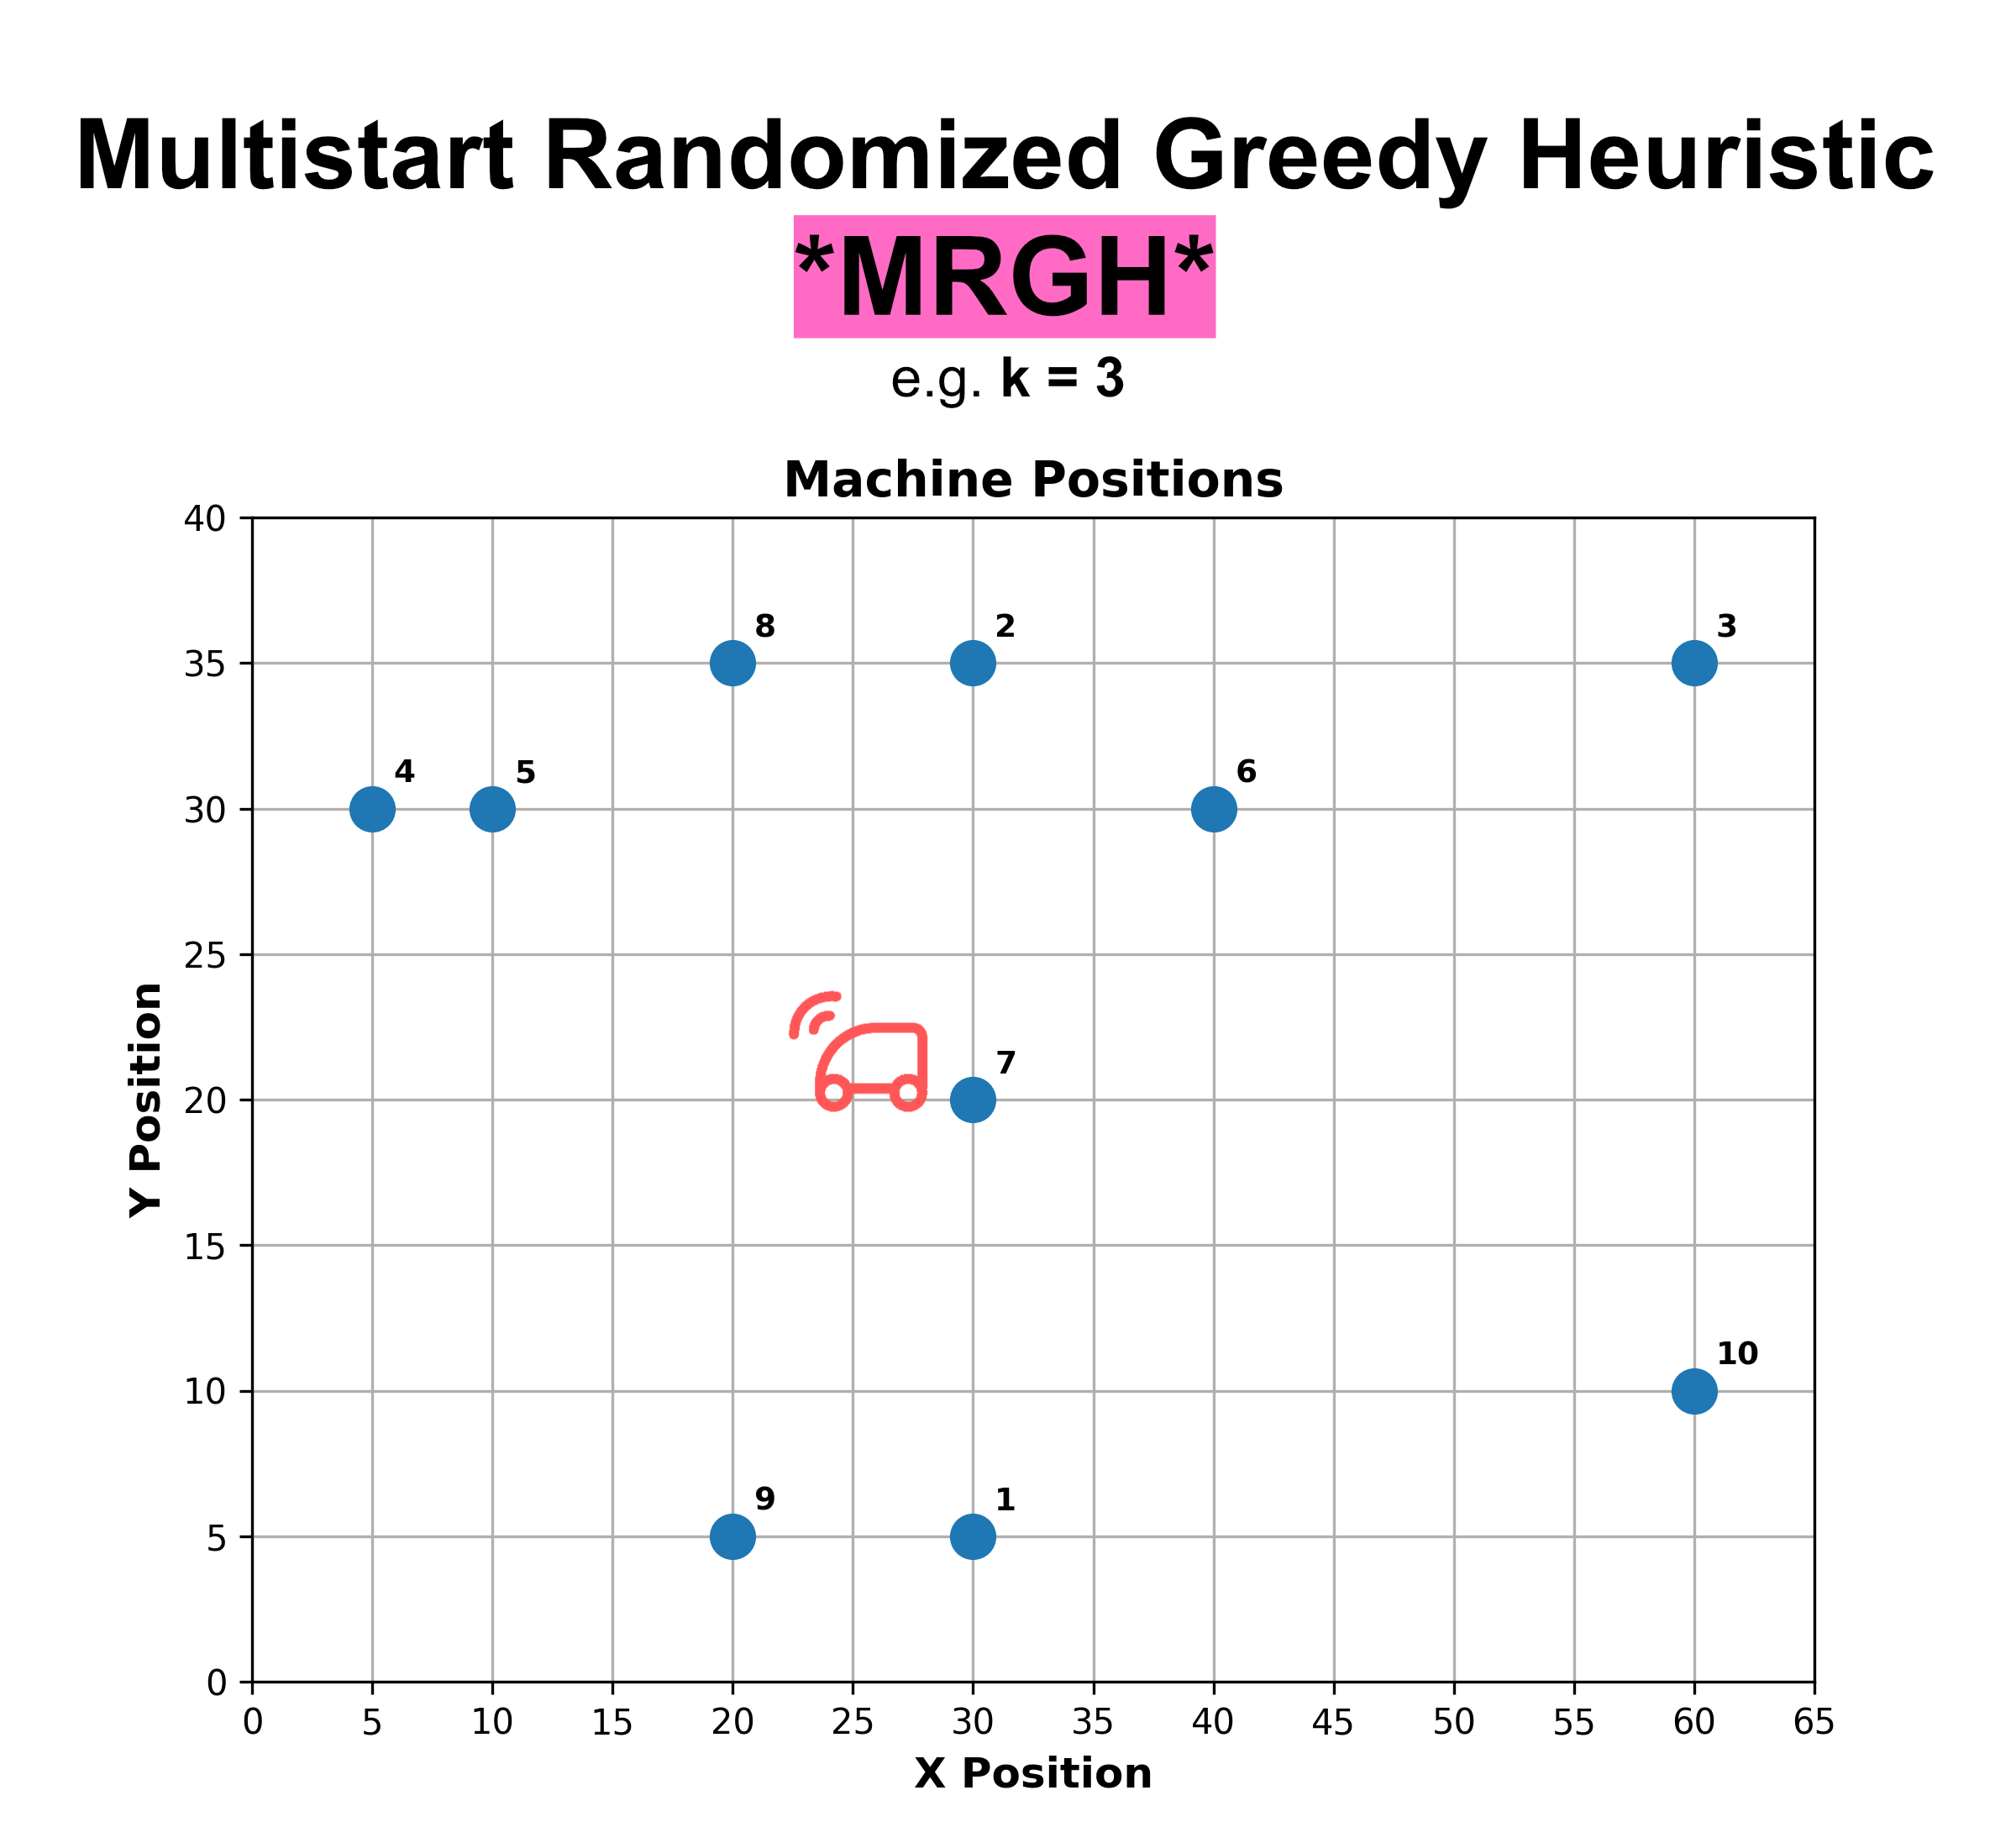 Multistart Randomized Greedy Heuristic
*MRGH*
e.g. k = 3
Machine Positions
40
8
2
3
35
4
5
6
30
25
7
20
15
10
10
9
1
5
0
Y Position
0 5 10 15 20 25 30 35 40 45 50 55 60 65
X Position